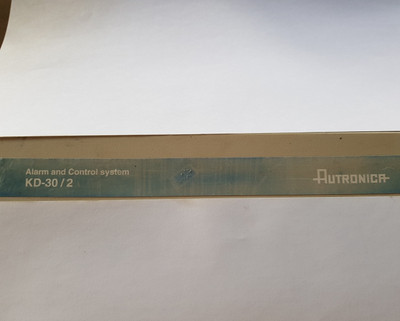 Alarm and Control system
KD-30 / 2
AUTRONICA